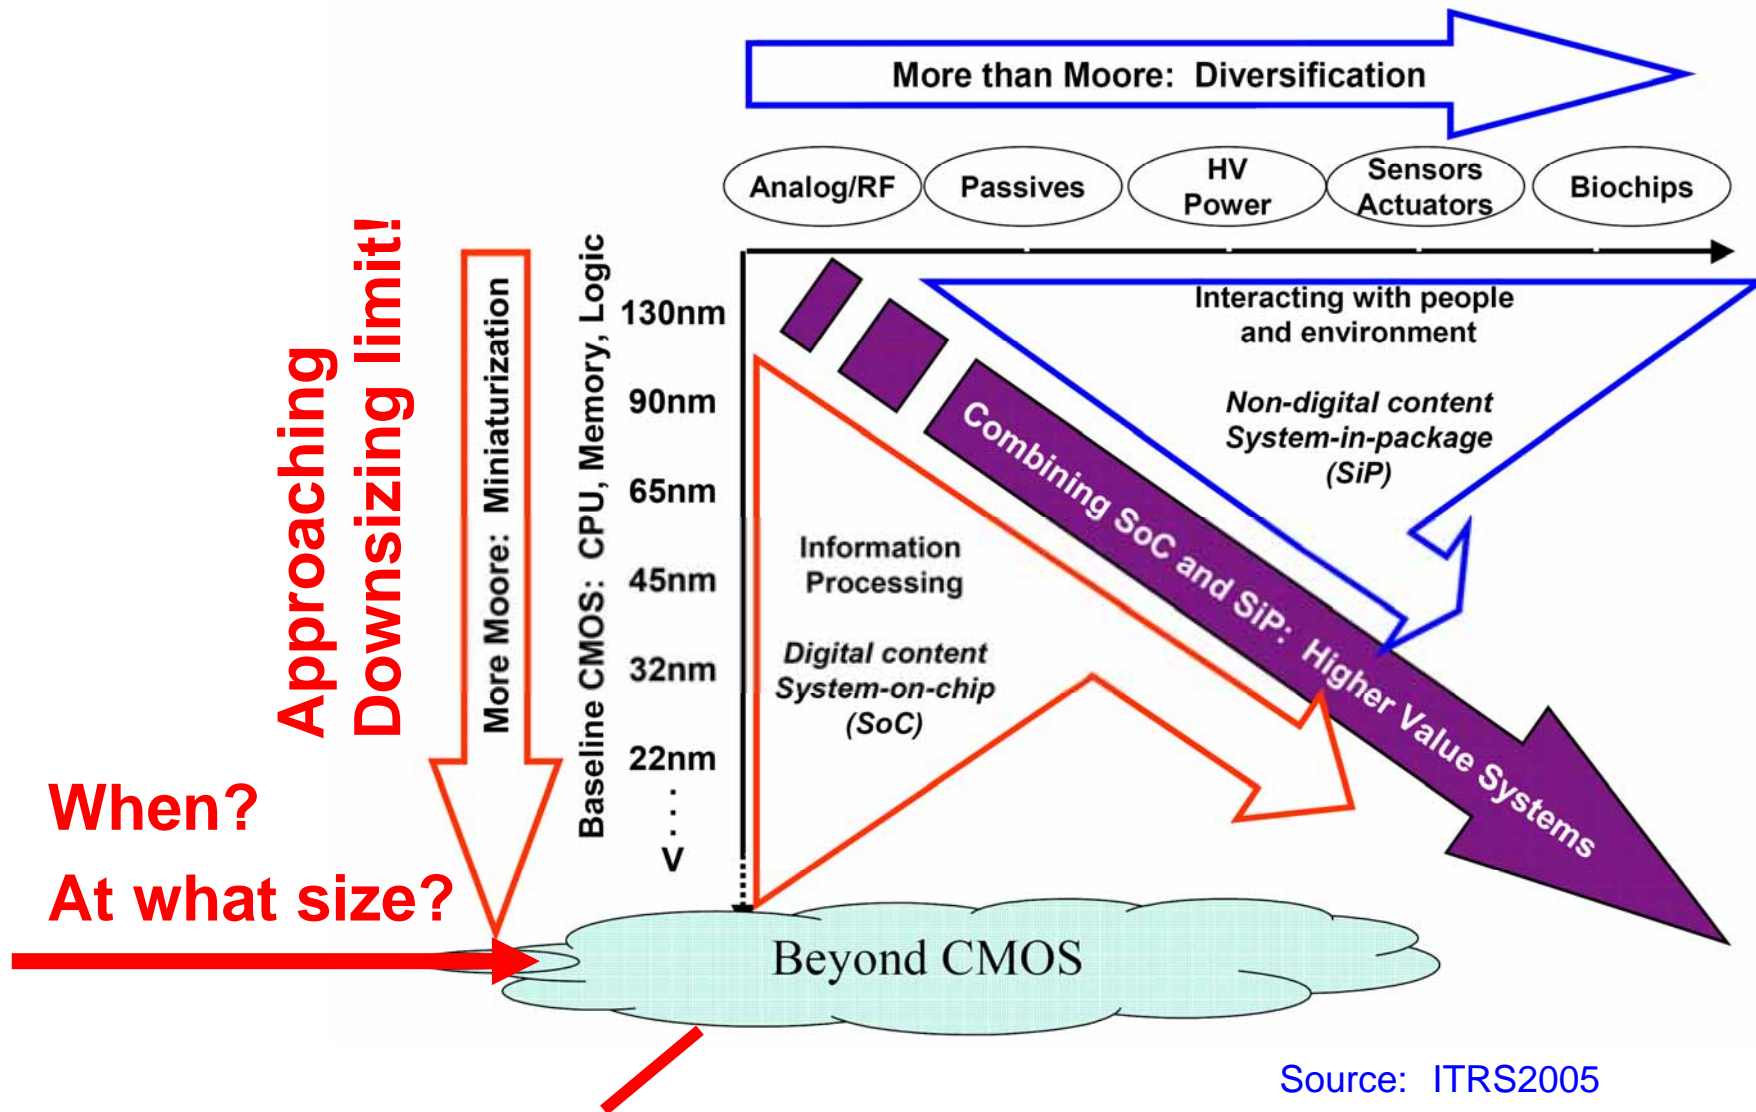 More than Moore: Diversification
Analog/RF
Passives
HV
Power
Sensors
Actuators
Biochips
Approaching
Downsizing limit!
More Moore: Miniaturization
Baseline CMOS: CPU, Memory, Logic
130nm
90nm
65nm
45nm
32nm
22nm
.
.
.
V
Interacting with people
and environment
Non-digital content
System-in-package
(SiP)
Combining SoC and SiP: Higher Value Systems
Information
Processing
Digital content
System-on-chip
(SoC)
When?
At what size?
Beyond CMOS
Source: ITRS2005